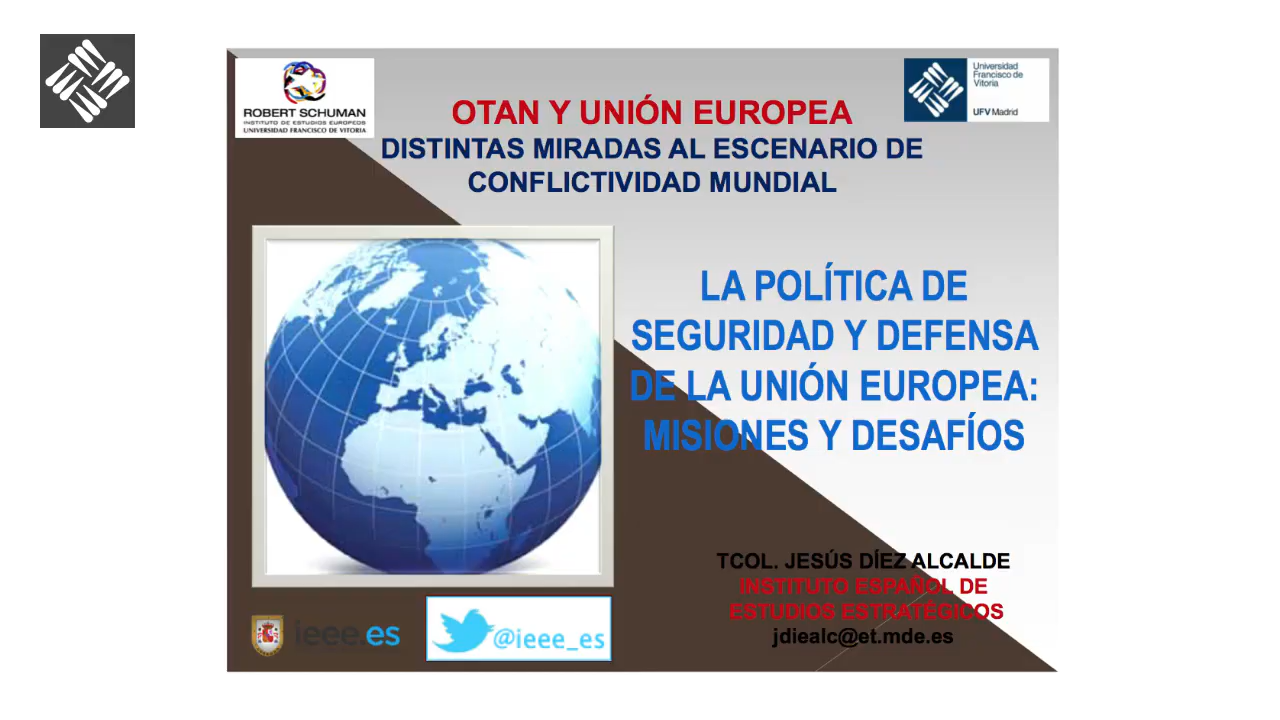 ROBERT SCHUMAN
INSTITUTO DE ESTUDIOS EUROPEOS
UNIVERSIDAD FRANCISCO DE VITORIA
OTAN Y UNIÓN EUROPEA
DISTINTAS MIRADAS AL ESCENARIO DE
CONFLICTIVIDAD MUNDIAL
Universidad
Francisco de
Vitoria
UFV Madrid
LA POLÍTICA DE
SEGURIDAD Y DEFENSA
DE LA UNIÓN EUROPEA:
MISIONES Y DESAFÍOS
TCOL. JESÚS DÍEZ ALCALDE
INSTITUTO ESPAÑOL DE
ESTUDIOS ESTRATÉGICOS
jdiealc@et.mde.es
ieee.es
@ieee_es